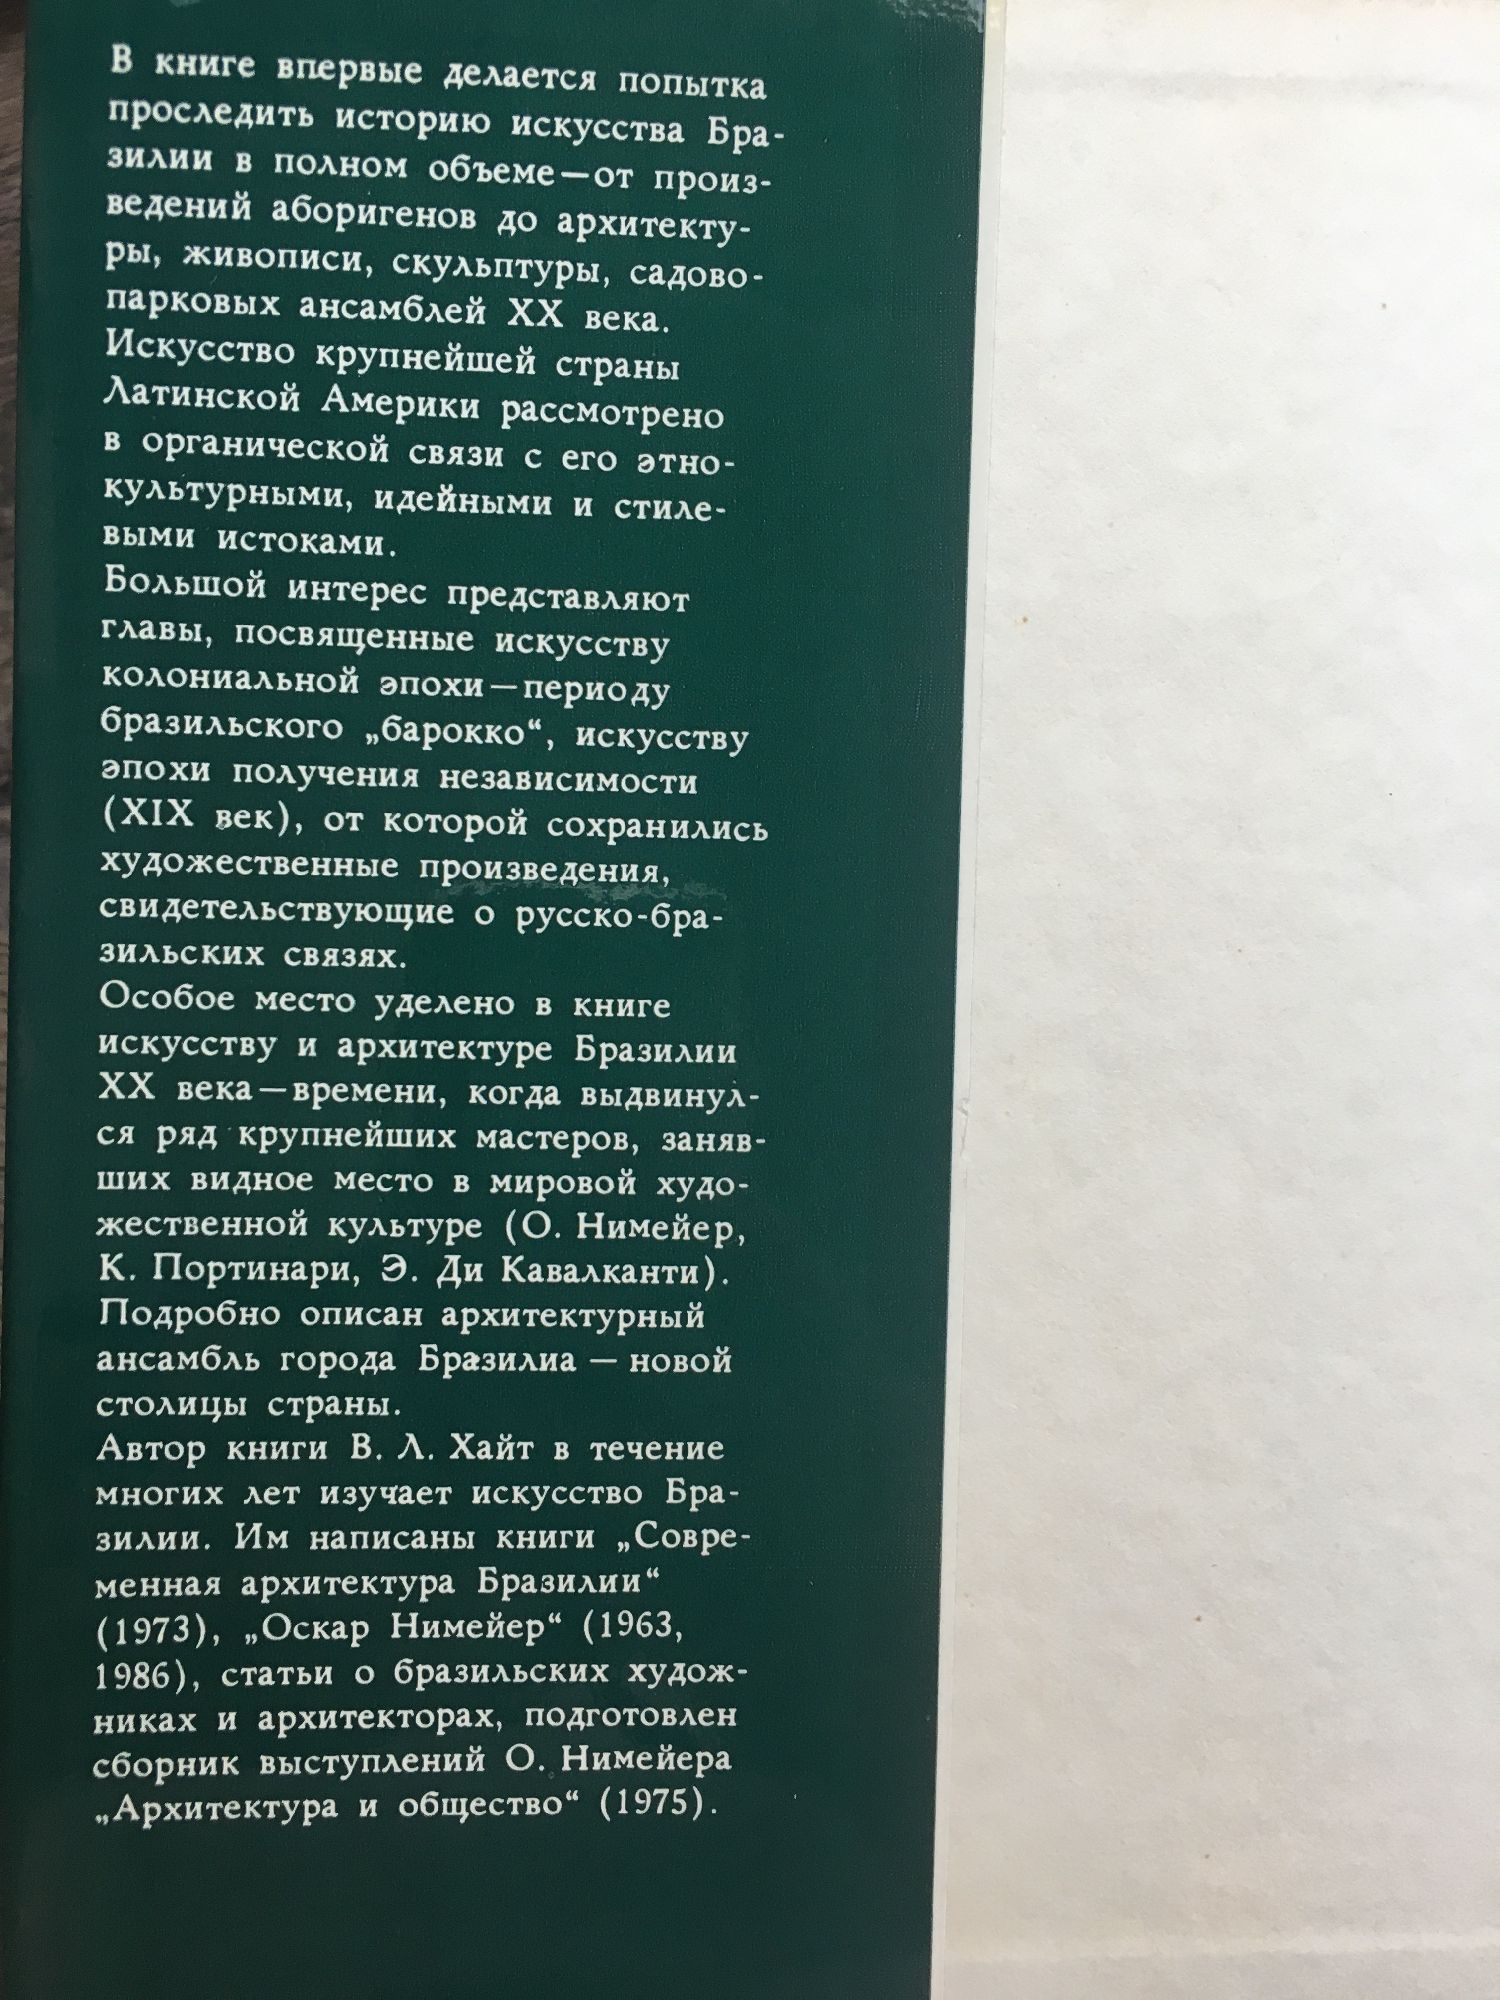 В книге впервые делается попытка
проследить историю искусства Бра-
зилии в полном объеме—от произ-
ведений аборигенов до архитекту-
ры, живописи, скульптуры, садово-
парковых ансамблей XX века.
Искусство крупнейшей страны
Латинской Америки рассмотрено
в органической связи с его этно-
культурными, идейными и стиле-
выми истоками.
Большой интерес представляют
главы, посвященные искусству
колониальной эпохи—периоду
бразильского „барокко“, искусству
эпохи получения независимости
(XIX век), от которой сохранились
художественные произведения,
свидетельствующие о русско-бра-
зильских связях.
Особое место уделено в книге
искусству и архитектуре Бразилии
XX века—времени, когда выдвинул-
ся ряд крупнейших мастеров, заняв-
ших видное место в мировой худо-
жественной культуре (О. Нимейер,
К. Портинари, Э. Ди Кавалканти).
Подробно описан архитектурный
ансамбль города Бразилиа — новой
столицы страны.
Автор книги В. Л. Хайт в течение
многих лет изучает искусство Бра-
зилии. Им написаны книги „Совре-
менная архитектура Бразилии“
(1973), „Оскар Нимейер“ (1963,
1986), статьи о бразильских худож-
никах и архитекторах, подготовлен
сборник выступлений О. Нимейера
„Архитектура и общество“ (1975).